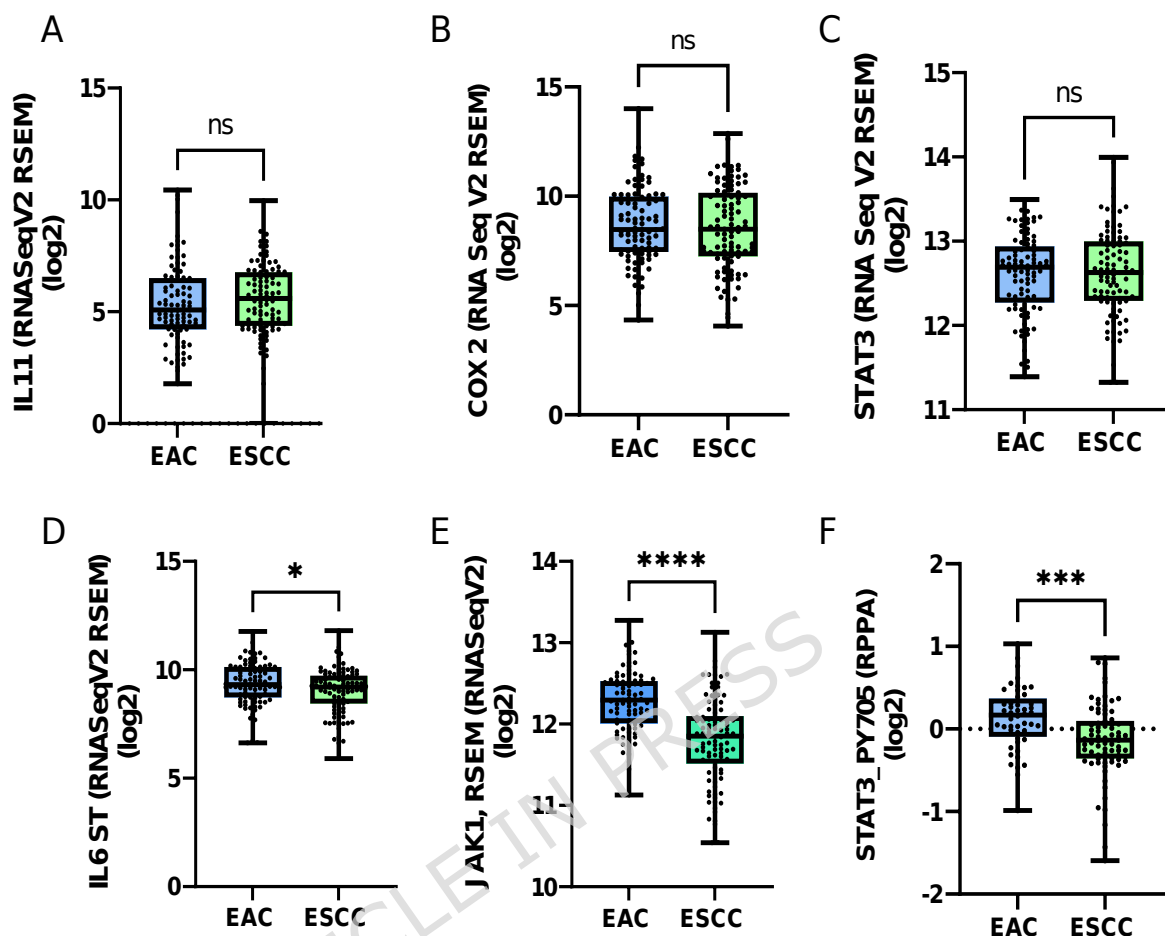 A
IL11 (RNASeqV2 RSEM)
(log2)
15
10
5
0
ns
EAC
ESCC
B
COX 2 (RNA Seq V2 RSEM)
(log2)
15
10
5
0
ns
EAC
ESCC
C
STAT3 (RNA Seq V2 RSEM)
(log2)
15
14
13
12
11
ns
EAC
ESCC
D
IL6 ST (RNASeqV2 RSEM)
(log2)
15
10
5
0
*
EAC
ESCC
E
JAK1, RSEM (RNASeqV2)
(log2)
14
13
12
11
10
****
EAC
ESCC
F
STAT3_PY705 (RPPA)
(log2)
2
1
0
-1
-2
***
EAC
ESCC
CLE IN PRESS